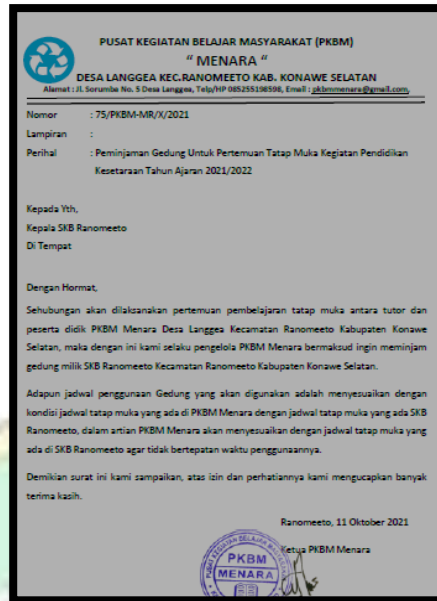 PUSAT KEGIATAN BELAJAR MASYARAKAT (PKBM)
" MENARA "
DESA LANGGEA KEC.RANOMEETO KAB. KONAWE SELATAN
Alamat : Jl. Sorumba No. 5 Desa Langgea, Telp/HP 085255198598, Email : pkbmmenara@gmail.com,
Nomor : 75/PKBM-MR/X/2021
Lampiran :
Perihal : Peminjaman Gedung Untuk Pertemuan Tatap Muka Kegiatan Pendidikan
Kesetaraan Tahun Ajaran 2021/2022
Kepada Yth,
Kepala SKB Ranomeeto
Di Tempat
Dengan Hormat,
Sehubungan akan dilaksanakan pertemuan pembelajaran tatap muka antara tutor dan
peserta didik PKBM Menara Desa Langgea Kecamatan Ranomeeto Kabupaten Konawe
Selatan, maka dengan ini kami selaku pengelola PKBM Menara bermaksud ingin meminjam
gedung milik SKB Ranomeeto Kecamatan Ranomeeto Kabupaten Konawe Selatan.
Adapun jadwal penggunaan Gedung yang akan digunakan adalah menyesuaikan dengan
kondisi jadwal tatap muka yang ada di PKBM Menara dengan jadwal tatap muka yang ada SKB
Ranomeeto, dalam artian PKBM Menara akan menyesuaikan dengan jadwal tatap muka yang
ada di SKB Ranomeeto agar tidak bertepatan waktu penggunaannya.
Demikian surat ini kami sampaikan, atas izin dan perhatiannya kami mengucapkan banyak
terima kasih.
Ranomeeto, 11 Oktober 2021
Ketua PKBM Menara
PKBM
MENARA